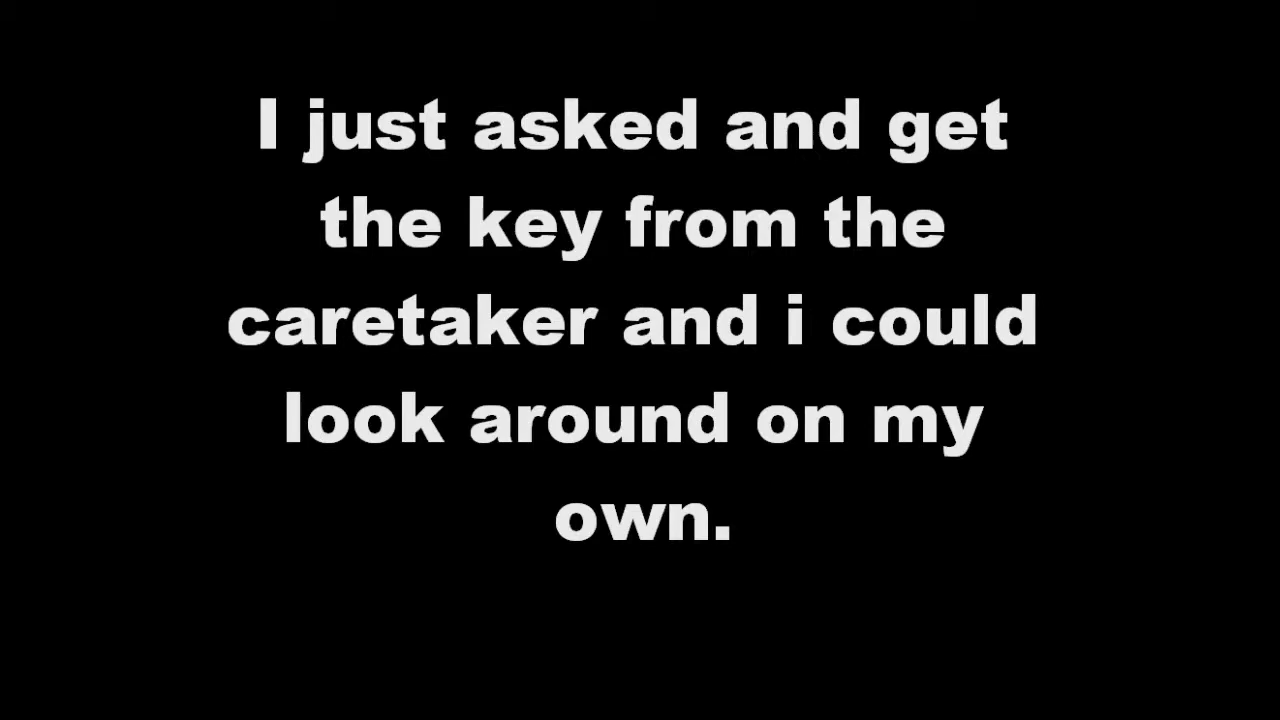 I just asked and get
the key from the
caretaker and i could
look around on my
own.